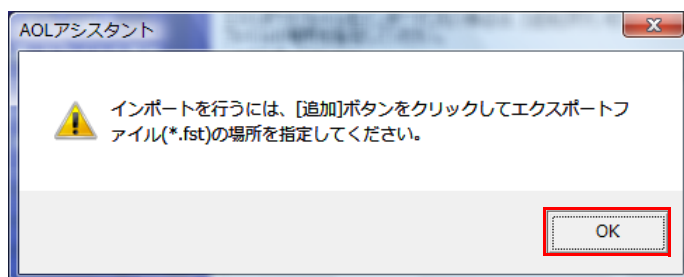 AOLアシスタント
インポートを行うには、[追加]ボタンをクリックしてエクスポートフ
ァイル(*.fst)の場所を指定してください。
OK